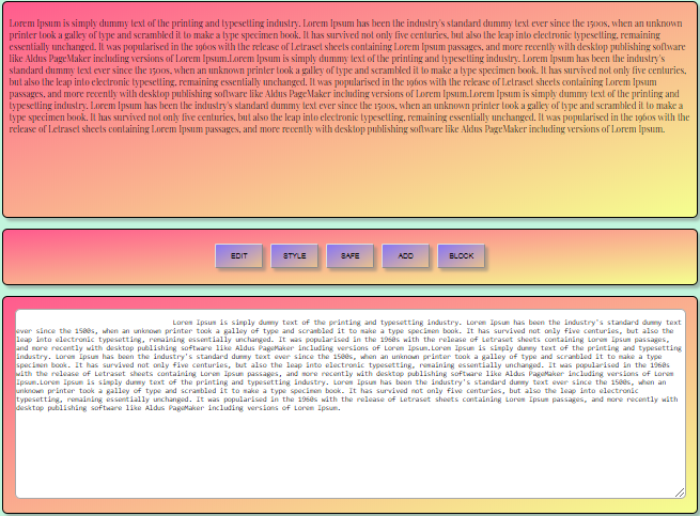 Lorem Ipsum is simply dummy text of the printing and typesetting industry. Lorem Ipsum has been the industry's standard dummy text ever since the 1500s, when an unknown
printer took a galley of type and scrambled it to make a type specimen book. It has survived not only five centuries, but also the leap into electronic typesetting, remaining
essentially unchanged. It was popularised in the 1960s with the release of Letraset sheets containing Lorem Ipsum passages, and more recently with desktop publishing software
like Aldus PageMaker including versions of Lorem Ipsum.Lorem Ipsum is simply dummy text of the printing and typesetting industry. Lorem Ipsum has been the industry's
standard dummy text ever since the 1500s, when an unknown printer took a galley of type and scrambled it to make a type specimen book. It has survived not only five centuries,
but also the leap into electronic typesetting, remaining essentially unchanged. It was popularised in the 1960s with the release of Letraset sheets containing Lorem Ipsum
passages, and more recently with desktop publishing software like Aldus PageMaker including versions of Lorem Ipsum.Lorem Ipsum is simply dummy text of the printing and
typesetting industry. Lorem Ipsum has been the industry's standard dummy text ever since the 1500s, when an unknown printer took a galley of type and scrambled it to make a
type specimen book. It has survived not only five centuries, but also the leap into electronic typesetting, remaining essentially unchanged. It was popularised in the 1960s with the
release of Letraset sheets containing Lorem Ipsum passages, and more recently with desktop publishing software like Aldus PageMaker including versions of Lorem Ipsum.
EDIT STYLE SAFE ADD BLOCK
Lorem Ipsum is simply dummy text of the printing and typesetting industry. Lorem Ipsum has been the industry's standard dummy text
ever since the 1500s, when an unknown printer took a galley of type and scrambled it to make a type specimen book. It has survived not only five centuries, but also the
leap into electronic typesetting, remaining essentially unchanged. It was popularised in the 1960s with the release of Letraset sheets containing Lorem Ipsum passages,
and more recently with desktop publishing software like Aldus PageMaker including versions of Lorem Ipsum.Lorem Ipsum is simply dummy text of the printing and typesetting
industry. Lorem Ipsum has been the industry's standard dummy text ever since the 1500s, when an unknown printer took a galley of type and scrambled it to make a type
specimen book. It has survived not only five centuries, but also the leap into electronic typesetting, remaining essentially unchanged. It was popularised in the 1960s
with the release of Letraset sheets containing Lorem Ipsum passages, and more recently with desktop publishing software like Aldus PageMaker including versions of Lorem
Ipsum.Lorem Ipsum is simply dummy text of the printing and typesetting industry. Lorem Ipsum has been the industry's standard dummy text ever since the 1500s, when an
unknown printer took a galley of type and scrambled it to make a type specimen book. It has survived not only five centuries, but also the leap into electronic
typesetting, remaining essentially unchanged. It was popularised in the 1960s with the release of Letraset sheets containing Lorem Ipsum passages, and more recently with
desktop publishing software like Aldus PageMaker including versions of Lorem Ipsum.